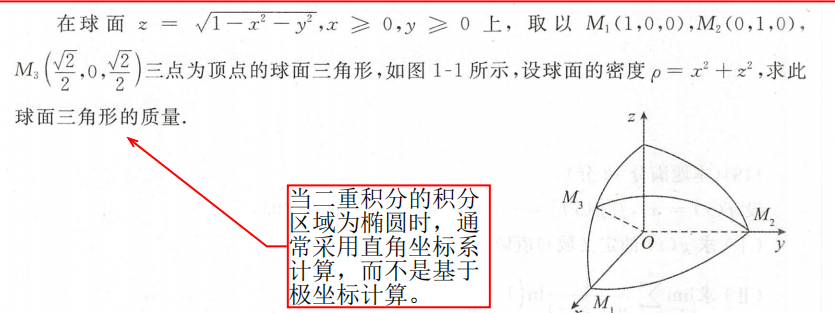 在球面 z = √(1-x²-y²), x ⩾ 0, y ⩾ 0 上, 取以 M₁(1,0,0), M₂(0,1,0),
M₃(√2/2, 0, √2/2)三点为顶点的球面三角形, 如图 1-1 所示, 设球面的密度 ρ = x² + z², 求此
球面三角形的质量.
当二重积分的积分
区域为椭圆时，通
常采用直角坐标系
计算，而不是基于
极坐标计算。
z
M₃
M₂
O
y
M₁